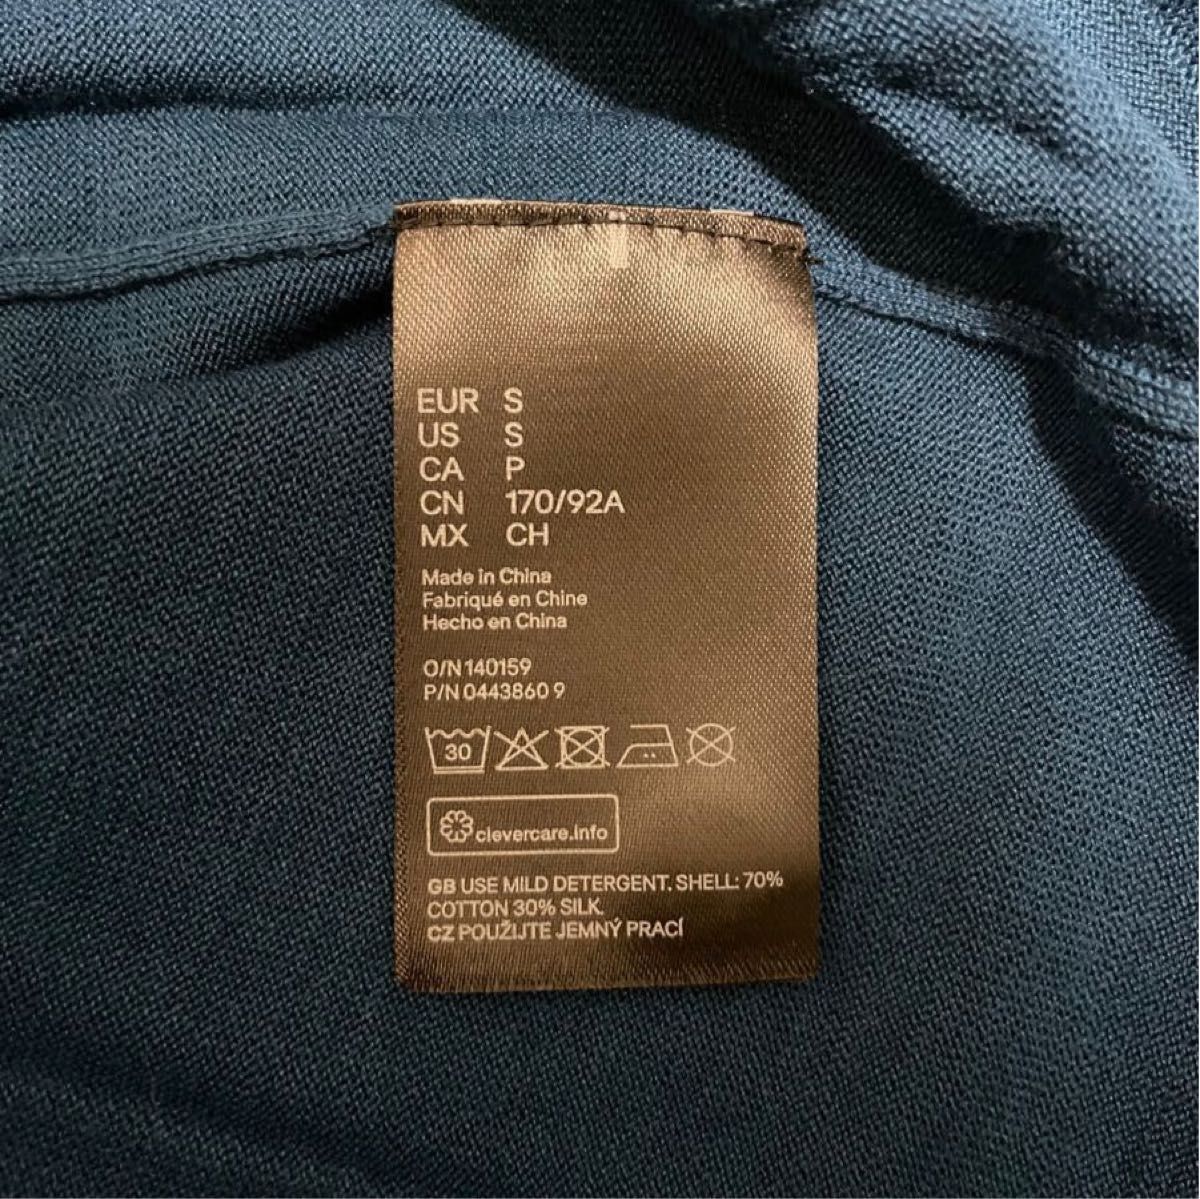 EUR S
US S
CA P
CN 170/92A
MX CH
Made in China
Fabriqué en Chine
Hecho en China
O/N 140159
P/N 0443860 9
30
clevercare.info
GB USE MILD DETERGENT. SHELL: 70%
COTTON 30% SILK.
CZ POUŽIJTE JEMNÝ PRACÍ